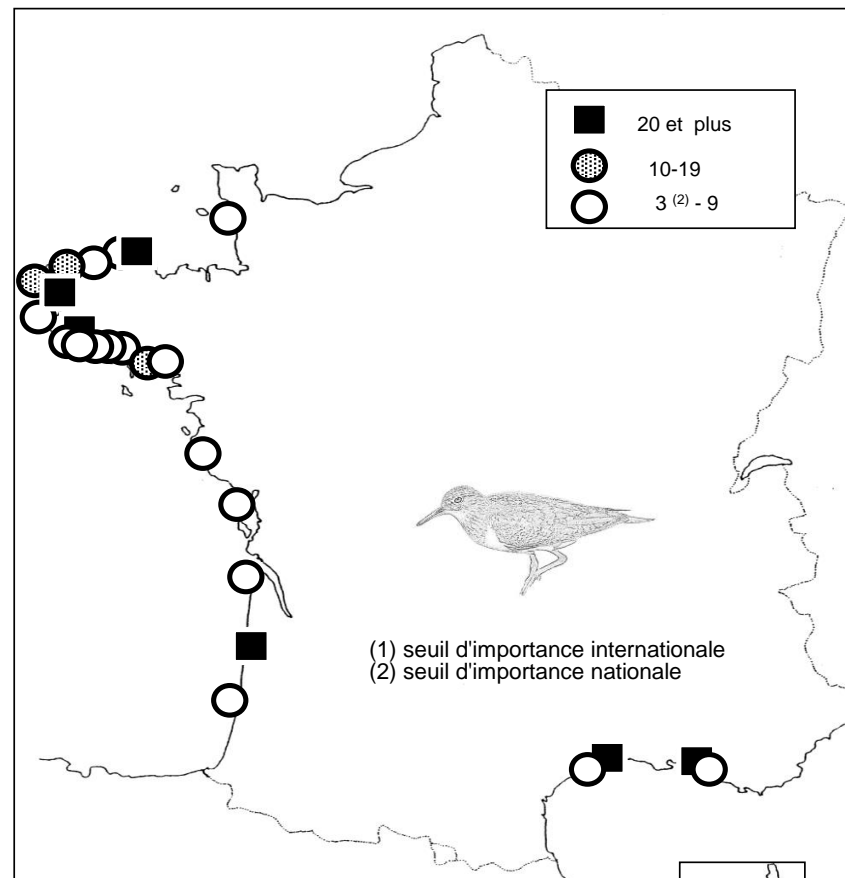 20 et plus
10-19
3 (2) - 9
(1) seuil d'importance internationale
(2) seuil d'importance nationale